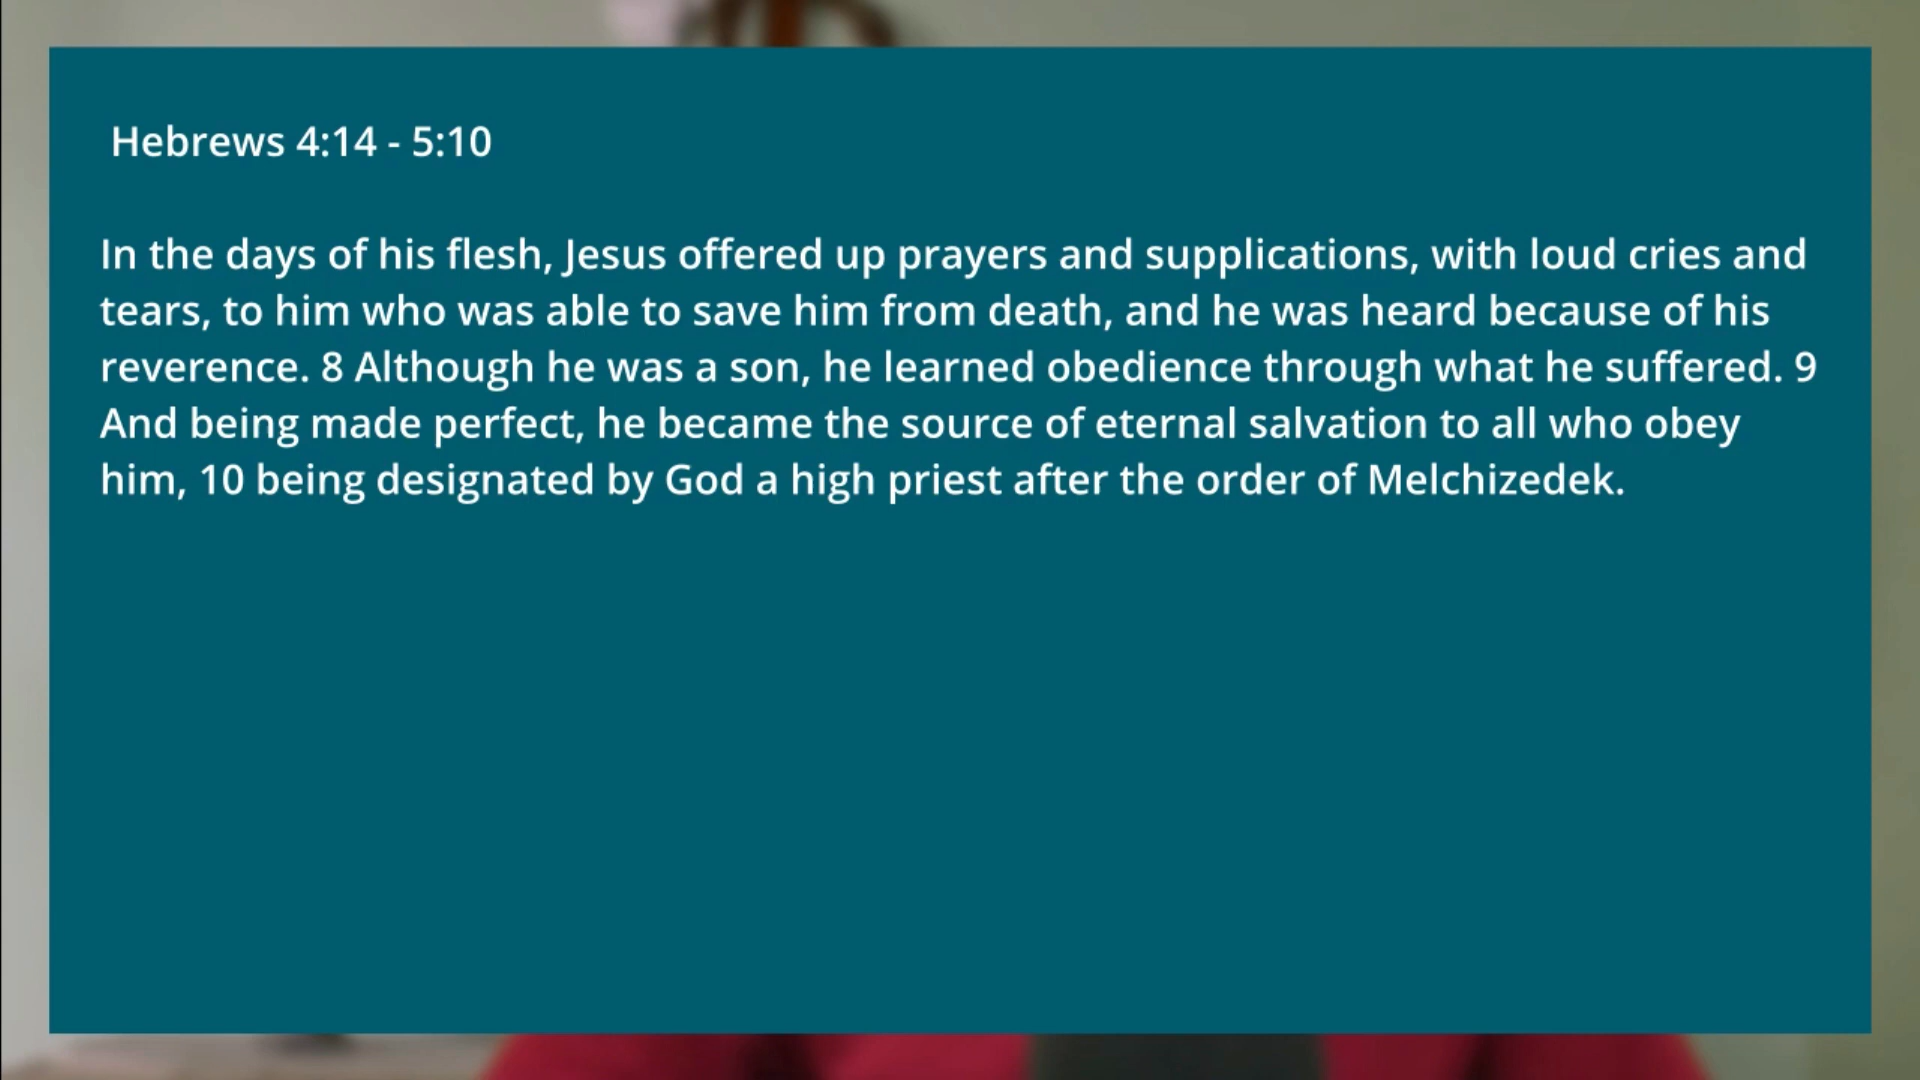 Hebrews 4:14 - 5:10
In the days of his flesh, Jesus offered up prayers and supplications, with loud cries and
tears, to him who was able to save him from death, and he was heard because of his
reverence. 8 Although he was a son, he learned obedience through what he suffered. 9
And being made perfect, he became the source of eternal salvation to all who obey
him, 10 being designated by God a high priest after the order of Melchizedek.